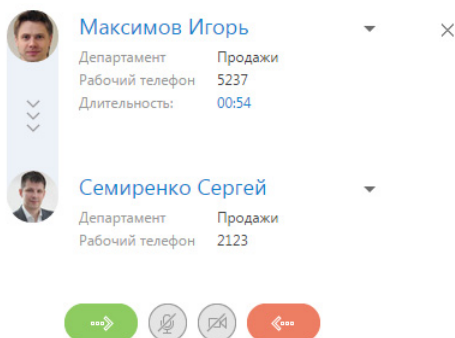 Максимов Игорь
Департамент Продажи
Рабочий телефон 5237
Длительность: 00:54
Семиренко Сергей
Департамент Продажи
Рабочий телефон 2123